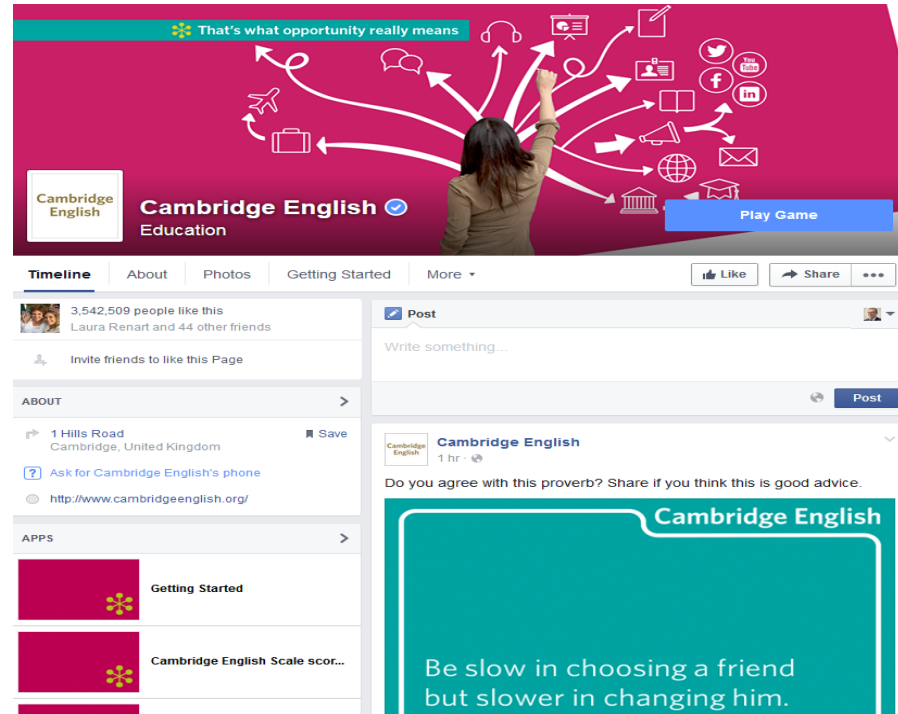 That's what opportunity really means
You
Tube
f
in
Cambridge
English
Cambridge English
Education
Play Game
Timeline
About
Photos
Getting Started
More
Like
Share
3,542,509 people like this
Laura Renart and 44 other friends
Invite friends to like this Page
ABOUT
1 Hills Road
Save
Cambridge, United Kingdom
? Ask for Cambridge English's phone
http://www.cambridgeenglish.org/
APPS
Getting Started
Cambridge English Scale scor...
Post
Write something...
Post
Cambridge
English
Cambridge English
1 hr ·
Do you agree with this proverb? Share if you think this is good advice.
Cambridge English
Be slow in choosing a friend
but slower in changing him.